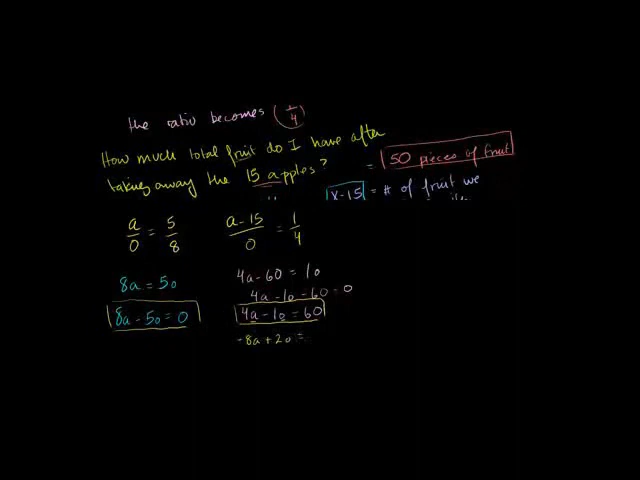 the ratio becomes (1/4)
How much total fruit do I have after
taking away the 15 apples?
= 50 pieces of fruit
x-15 = # of fruit we
a/o = 5/8
a-15/o = 1/4
8a = 5o
8a - 5o = 0
4a - 60 = 1o
4a - 1o - 60 = 0
4a - 1o = 60
-8a + 2o =